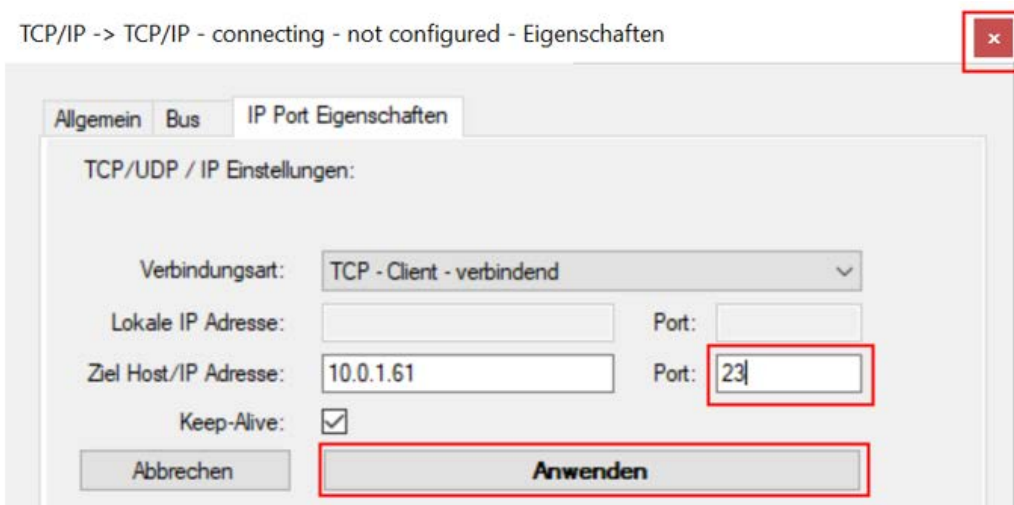 TCP/IP -> TCP/IP - connecting - not configured - Eigenschaften
Allgemein Bus IP Port Eigenschaften
TCP/UDP / IP Einstellungen:
Verbindungsart: TCP - Client - verbindend
Lokale IP Adresse: Port:
Ziel Host/IP Adresse: 10.0.1.61 Port: 23
Keep-Alive:
Abbrechen Anwenden